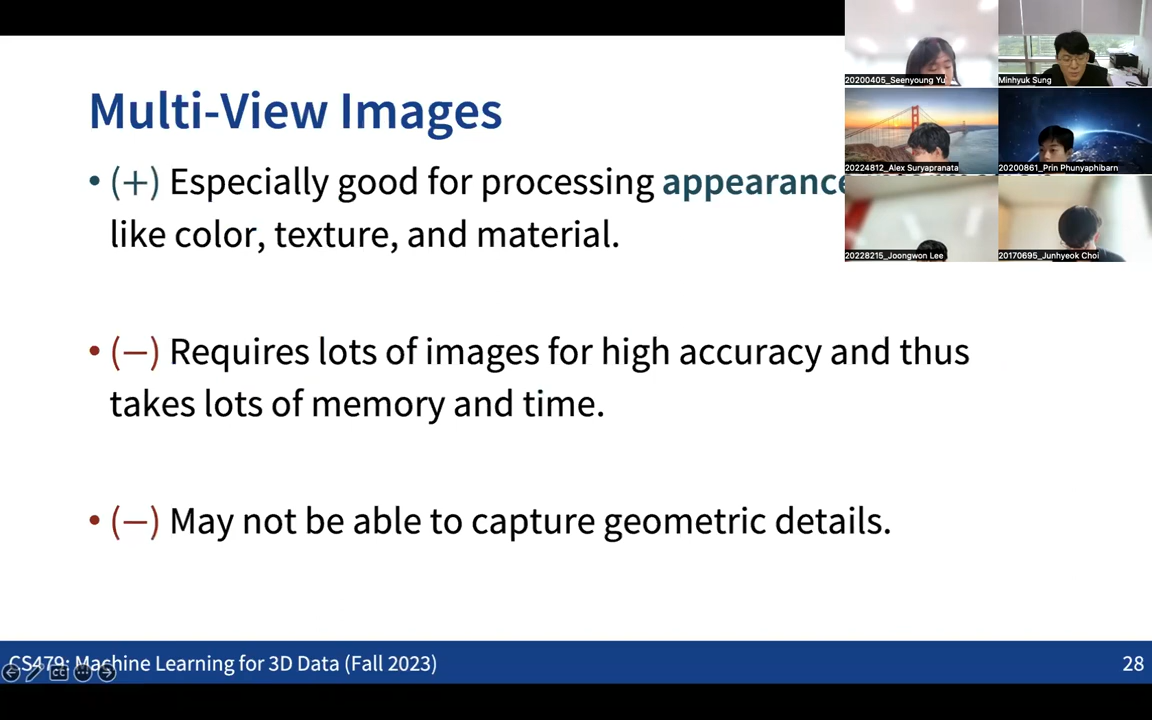 Multi-View Images
• (+) Especially good for processing appearance
like color, texture, and material.
• (−) Requires lots of images for high accuracy and thus
takes lots of memory and time.
• (−) May not be able to capture geometric details.
CS479: Machine Learning for 3D Data (Fall 2023)
28
20200405_Seenyoung Yu
Minhyuk Sung
20224812_Alex Suryapranata
20200861_Prin Phunyaphibarn
20228215_Joongwon Lee
20170695_Junhyeok Choi